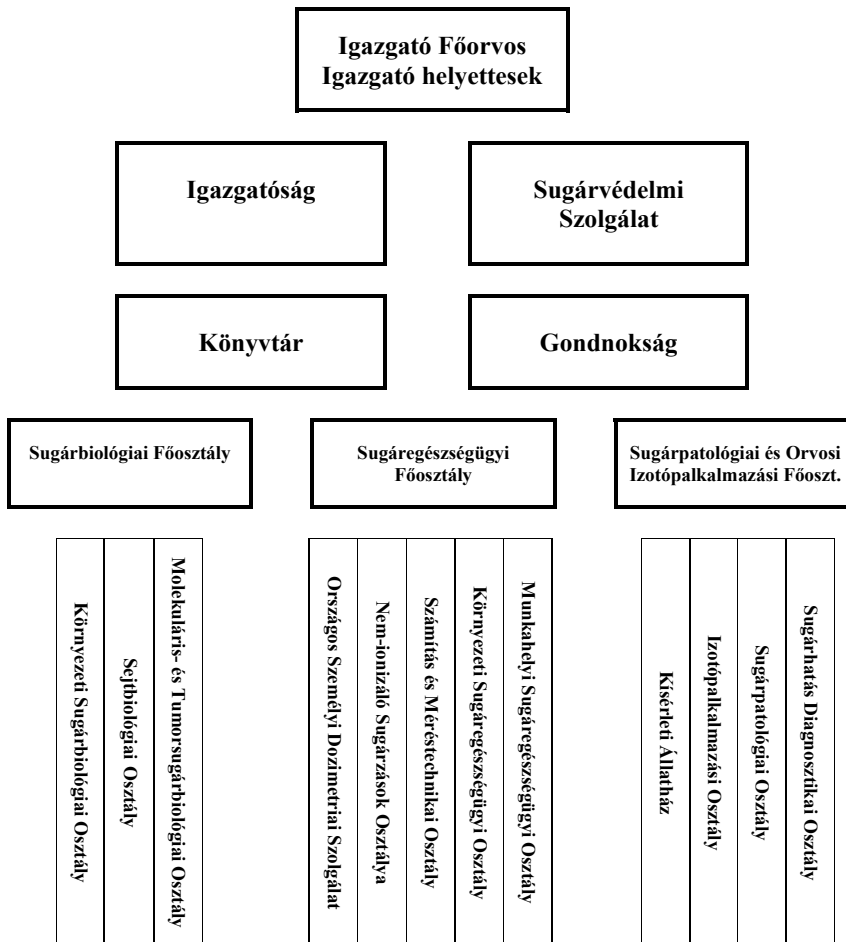 Igazgató Főorvos
Igazgató helyettesek
Igazgatóság
Sugárvédelmi
Szolgálat
Könyvtár
Gondnokság
Sugárbiológiai Főosztály
Sugáregészségügyi
Főosztály
Sugárpatológiai és Orvosi
Izotópalkalmazási Főoszt.
Környezeti Sugárbiológiai Osztály
Sejtbiológiai Osztály
Molekuláris- és Tumorsugárbiológiai Osztály
Országos Személyi Dozimetriai Szolgálat
Nem-ionizáló Sugárzások Osztálya
Számítás és Méréstechnikai Osztály
Környezeti Sugáregészségügyi Osztály
Munkahelyi Sugáregészségügyi Osztály
Kísérleti Állatház
Izotópalkalmazási Osztály
Sugárpatológiai Osztály
Sugárhatás Diagnosztikai Osztály